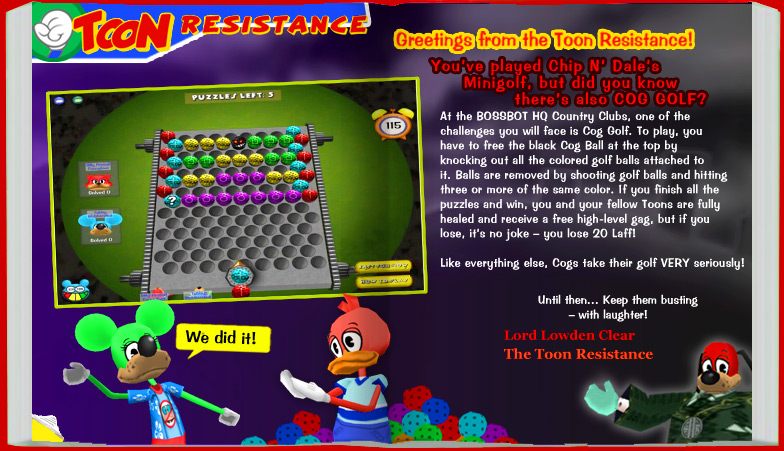 TOON RESISTANCE
Greetings from the Toon Resistance!
You've played Chip N' Dale's
Minigolf, but did you know
there's also COG GOLF?
PUZZLES LEFT: 5
115
Solved 0
Solved 0
?
HOW TO PLAY
At the BOSSBOT HQ Country Clubs, one of the
challenges you will face is Cog Golf. To play, you
have to free the black Cog Ball at the top by
knocking out all the colored golf balls attached to
it. Balls are removed by shooting golf balls and hitting
three or more of the same color. If you finish all the
puzzles and win, you and your fellow Toons are fully
healed and receive a free high-level gag, but if you
lose, it's no joke – you lose 20 Laff!
Like everything else, Cogs take their golf VERY seriously!
Until then... Keep them busting
– with laughter!
Lord Lowden Clear
The Toon Resistance
We did it!